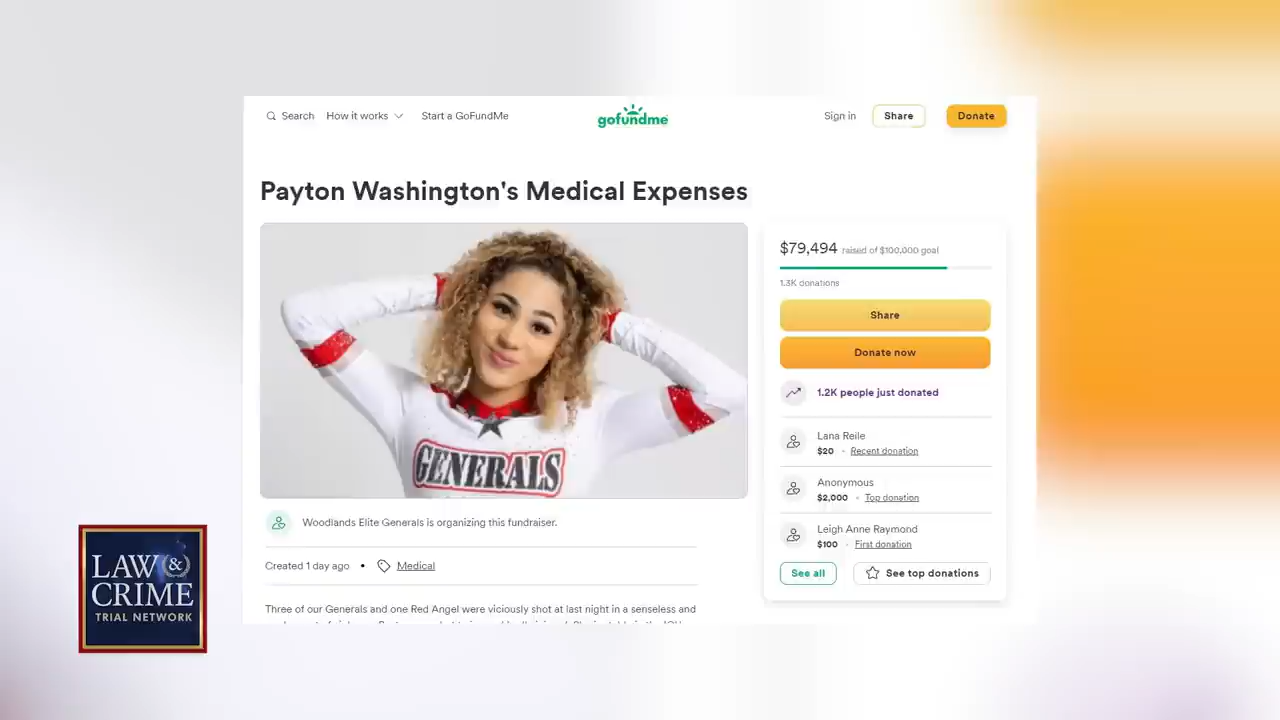 Search How it works Start a GoFundMe gofundme Sign in Share Donate
Payton Washington's Medical Expenses
GENERALS
$79,494 raised of $100,000 goal
1.3K donations
Share
Donate now
1.2K people just donated
Lana Reile
$20 · Recent donation
Anonymous
$2,000 · Top donation
Leigh Anne Raymond
$100 · First donation
See all See top donations
Woodlands Elite Generals is organizing this fundraiser.
Created 1 day ago • Medical
Three of our Generals and one Red Angel were viciously shot at last night in a senseless and
LAW &
CRIME
TRIAL NETWORK